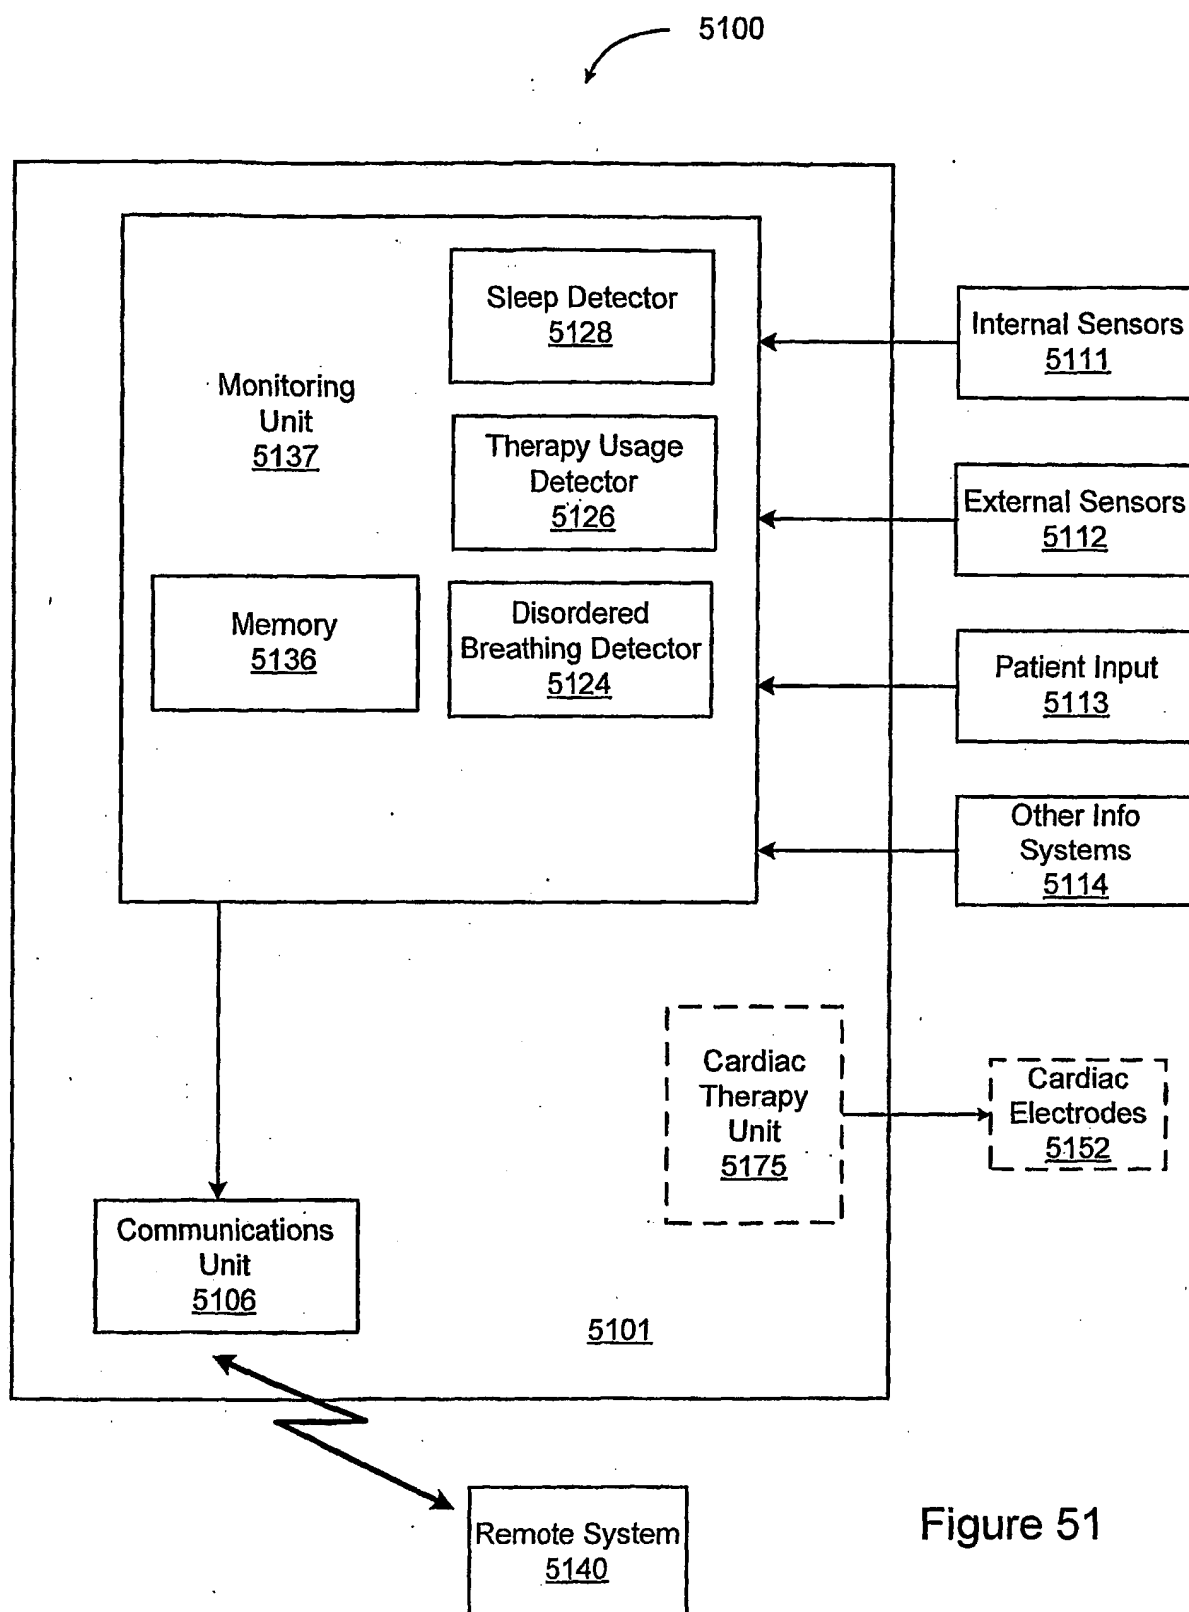 5100
Sleep Detector
5128
Monitoring
Unit
5137
Therapy Usage
Detector
5126
Memory
5136
Disordered
Breathing Detector
5124
Internal Sensors
5111
External Sensors
5112
Patient Input
5113
Other Info
Systems
5114
Cardiac
Therapy
Unit
5175
Cardiac
Electrodes
5152
Communications
Unit
5106
5101
Remote System
5140
Figure 51